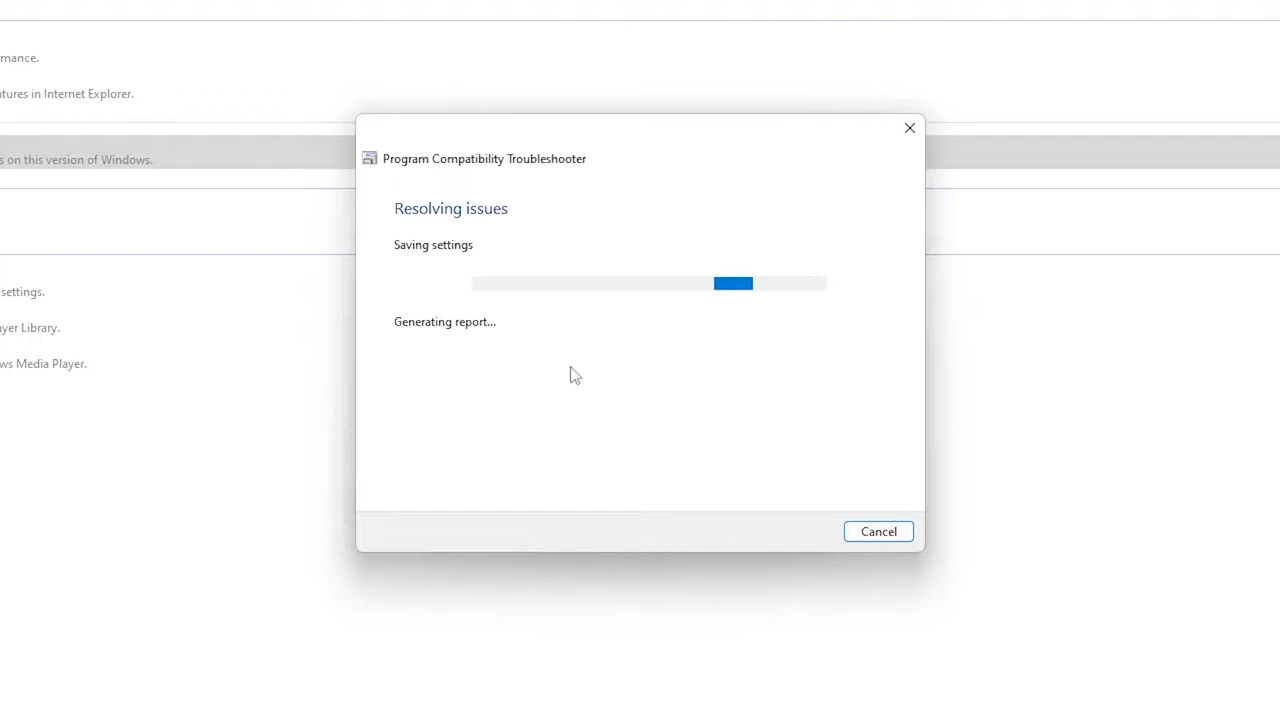 rmance.
tures in Internet Explorer.
s on this version of Windows.
settings.
yer Library.
ws Media Player.
Program Compatibility Troubleshooter
Resolving issues
Saving settings
Generating report...
Cancel